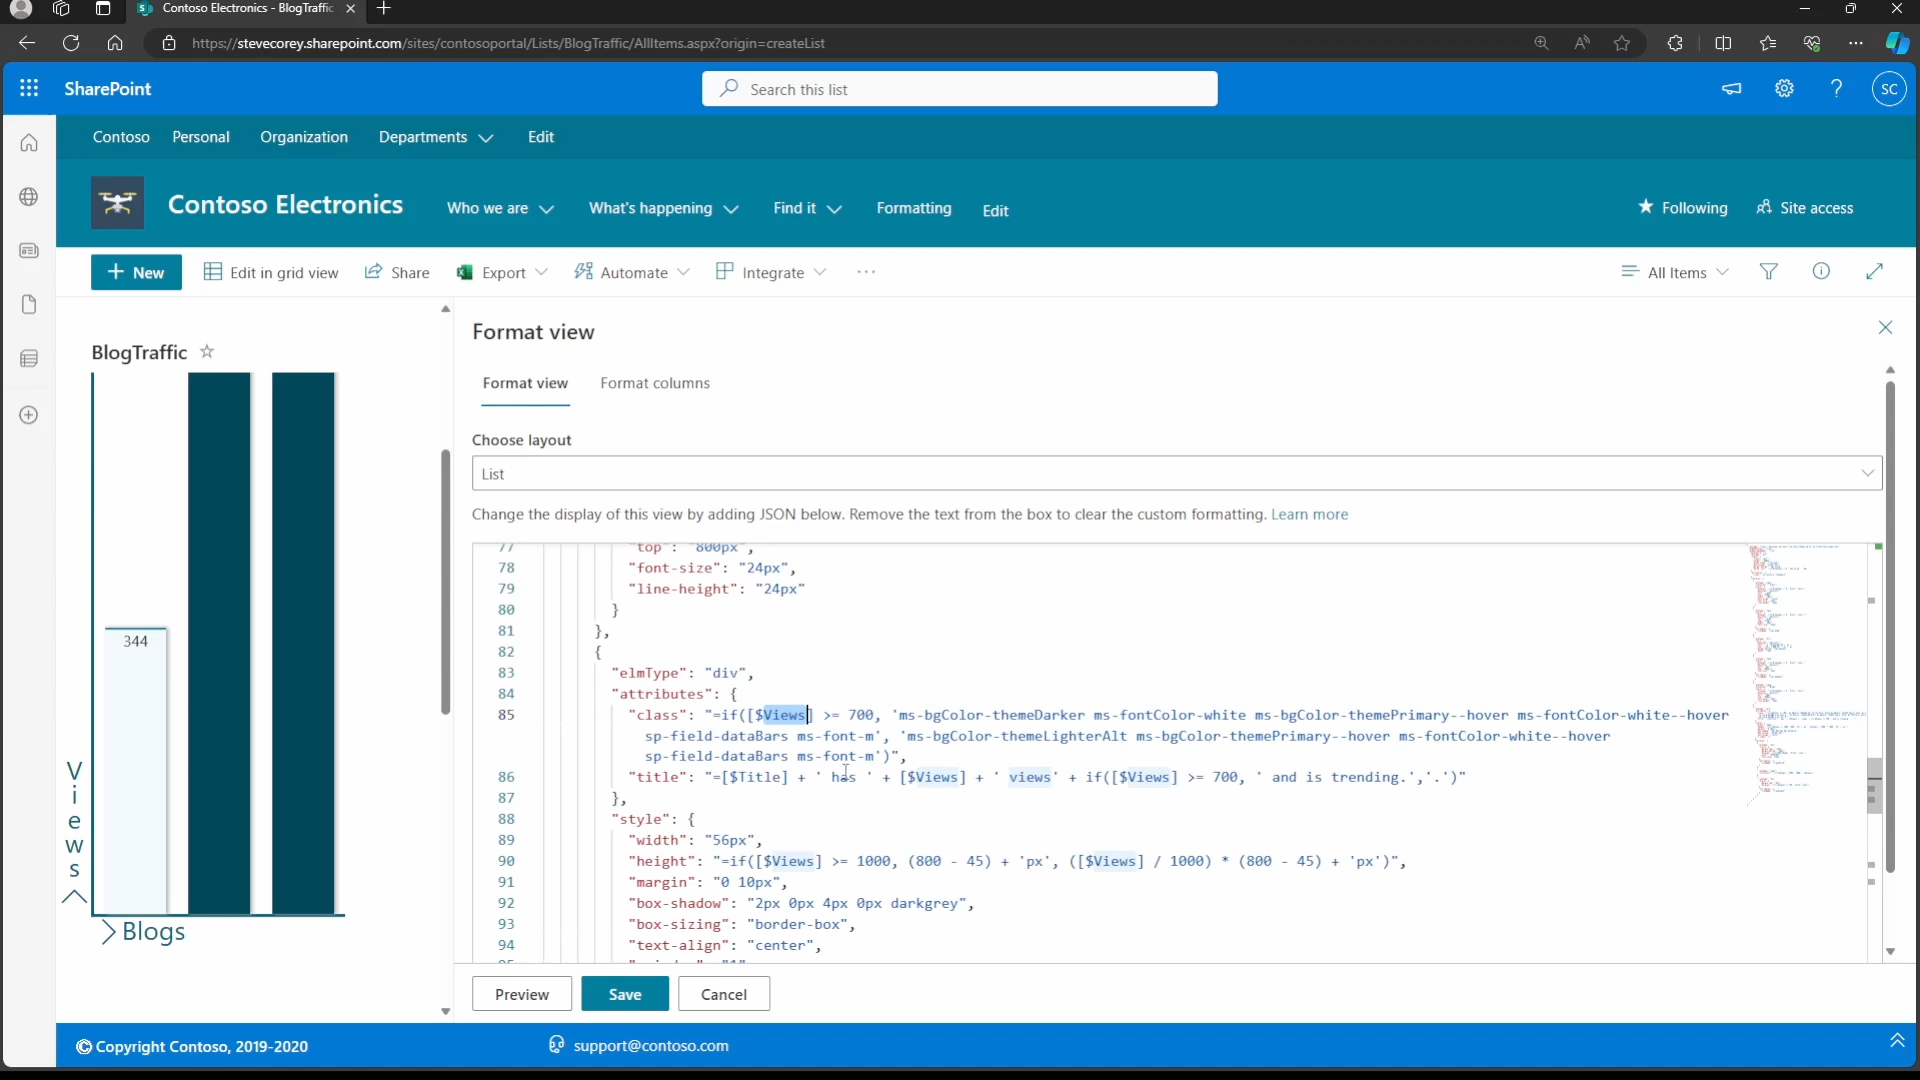 Contoso Electronics - BlogTraffic
https://stevecorey.sharepoint.com/sites/contosoportal/Lists/BlogTraffic/AllItems.aspx?origin=createList
SharePoint
Search this list
SC
Contoso Personal Organization Departments Edit
Contoso Electronics Who we are What's happening Find it Formatting Edit
Following Site access
New Edit in grid view Share Export Automate Integrate ...
All Items
BlogTraffic
344
Views
Blogs
Format view
Format view Format columns
Choose layout
List
Change the display of this view by adding JSON below. Remove the text from the box to clear the custom formatting. Learn more
77 "top": "800px",
78 "font-size": "24px",
79 "line-height": "24px"
80 }
81 },
82 {
83 "elmType": "div",
84 "attributes": {
85 "class": "=if([$Views] >= 700, 'ms-bgColor-themeDarker ms-fontColor-white ms-bgColor-themePrimary--hover ms-fontColor-white--hover
sp-field-dataBars ms-font-m', 'ms-bgColor-themeLighterAlt ms-bgColor-themePrimary--hover ms-fontColor-white--hover
sp-field-dataBars ms-font-m')",
86 "title": "=[$Title] + ' has ' + [$Views] + ' views' + if([$Views] >= 700, ' and is trending.','.')"
87 },
88 "style": {
89 "width": "56px",
90 "height": "=if([$Views] >= 1000, (800 - 45) + 'px', ([$Views] / 1000) * (800 - 45) + 'px')",
91 "margin": "0 10px",
92 "box-shadow": "2px 0px 4px 0px darkgrey",
93 "box-sizing": "border-box",
94 "text-align": "center",
Preview Save Cancel
© Copyright Contoso, 2019-2020
support@contoso.com